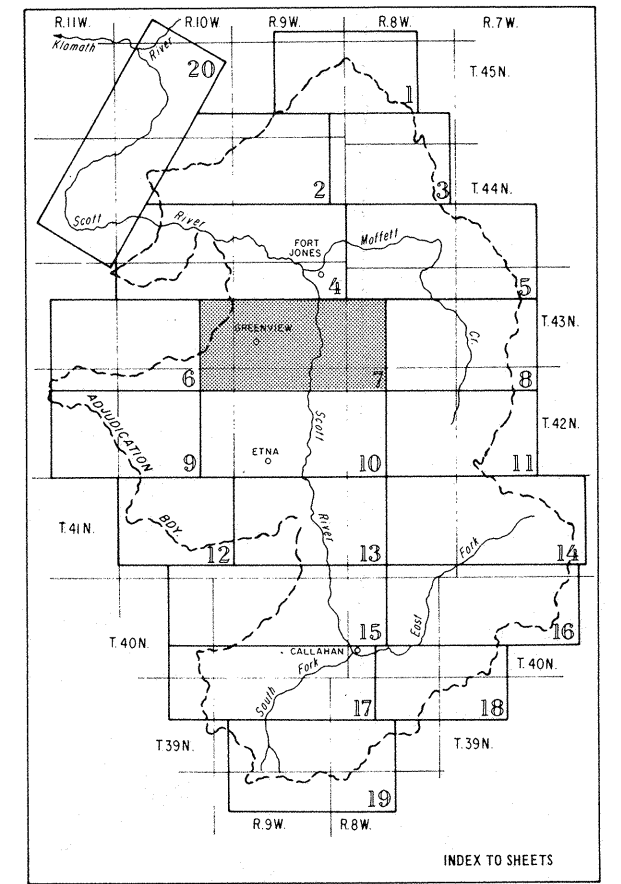 R.11W. R.10W R.9W. R.8W. R.7W.
Klamath River
20
T.45N.
1
2
3
T.44N.
Scott River
FORT
JONES
Moffett
4
5
T.43N.
GREENVIEW
Cr.
6
7
8
ADJUDICATION
Scott
T.42N.
ETNA
9
10
11
BDY.
T.41N.
River
Fork
12
13
14
East
15
16
T.40N.
CALLAHAN
T.40N.
South Fork
17
18
T.39N.
T.39N.
19
R.9W. R.8W.
INDEX TO SHEETS